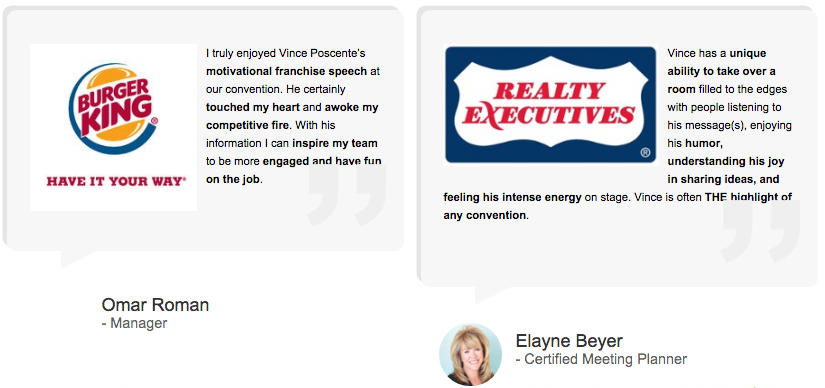 BURGER
KING
HAVE IT YOUR WAY®
I truly enjoyed Vince Poscente's
motivational franchise speech at
our convention. He certainly
touched my heart and awoke my
competitive fire. With his
information I can inspire my team
to be more engaged and have fun
on the job.
Omar Roman
- Manager
REALTY
EXECUTIVES
®
Vince has a unique
ability to take over a
room filled to the edges
with people listening to
his message(s), enjoying
his humor,
understanding his joy
in sharing ideas, and
feeling his intense energy on stage. Vince is often THE highlight of
any convention.
Elayne Beyer
- Certified Meeting Planner